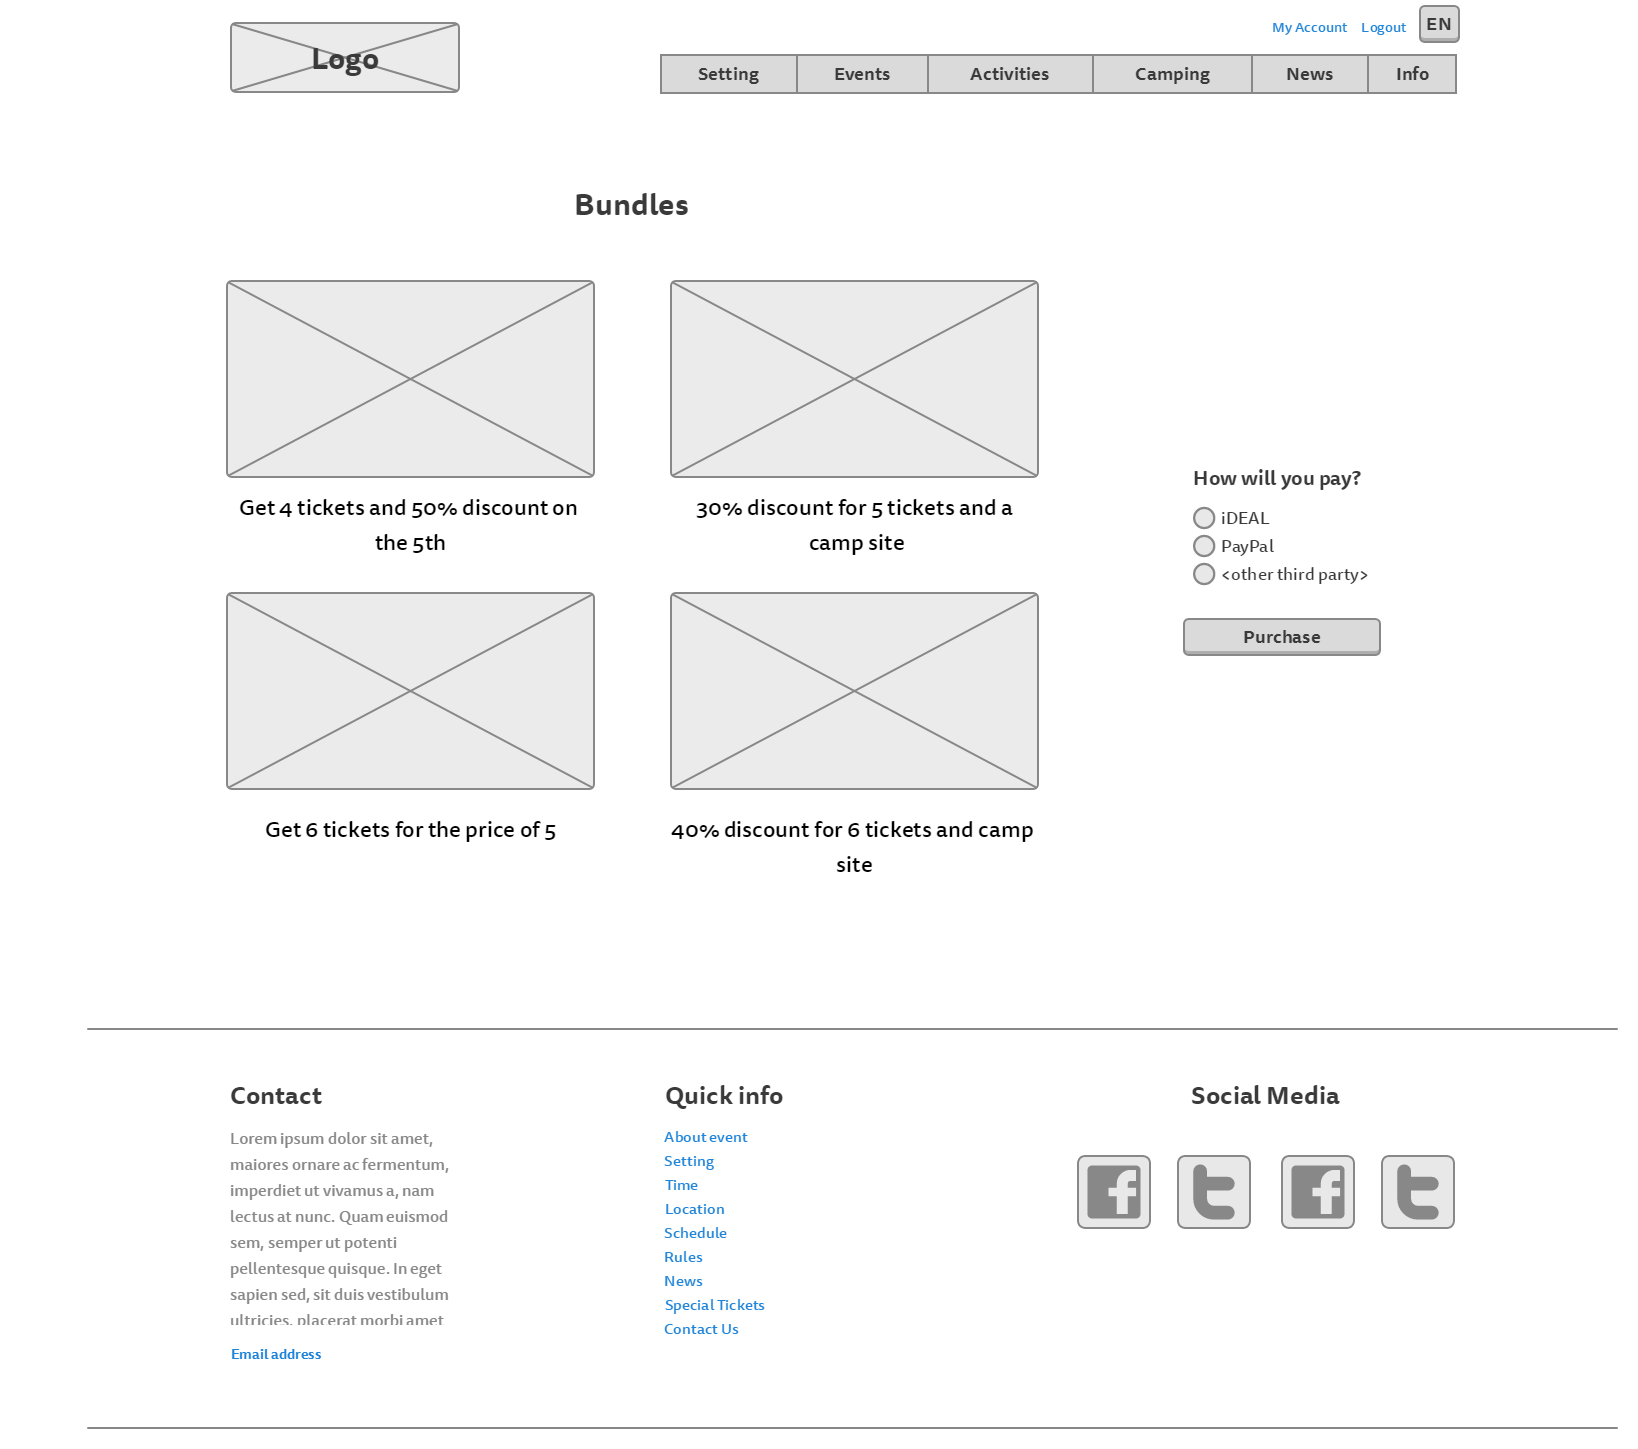 Logo
My Account Logout EN
Setting Events Activities Camping News Info
Bundles
Get 4 tickets and 50% discount on
the 5th
30% discount for 5 tickets and a
camp site
How will you pay?
iDEAL
PayPal
<other third party>
Purchase
Get 6 tickets for the price of 5
40% discount for 6 tickets and camp
site
Contact
Lorem ipsum dolor sit amet,
maiores ornare ac fermentum,
imperdiet ut vivamus a, nam
lectus at nunc. Quam euismod
sem, semper ut potenti
pellentesque quisque. In eget
sapien sed, sit duis vestibulum
ultricies, placerat morbi amet
Email address
Quick info
About event
Setting
Time
Location
Schedule
Rules
News
Special Tickets
Contact Us
Social Media